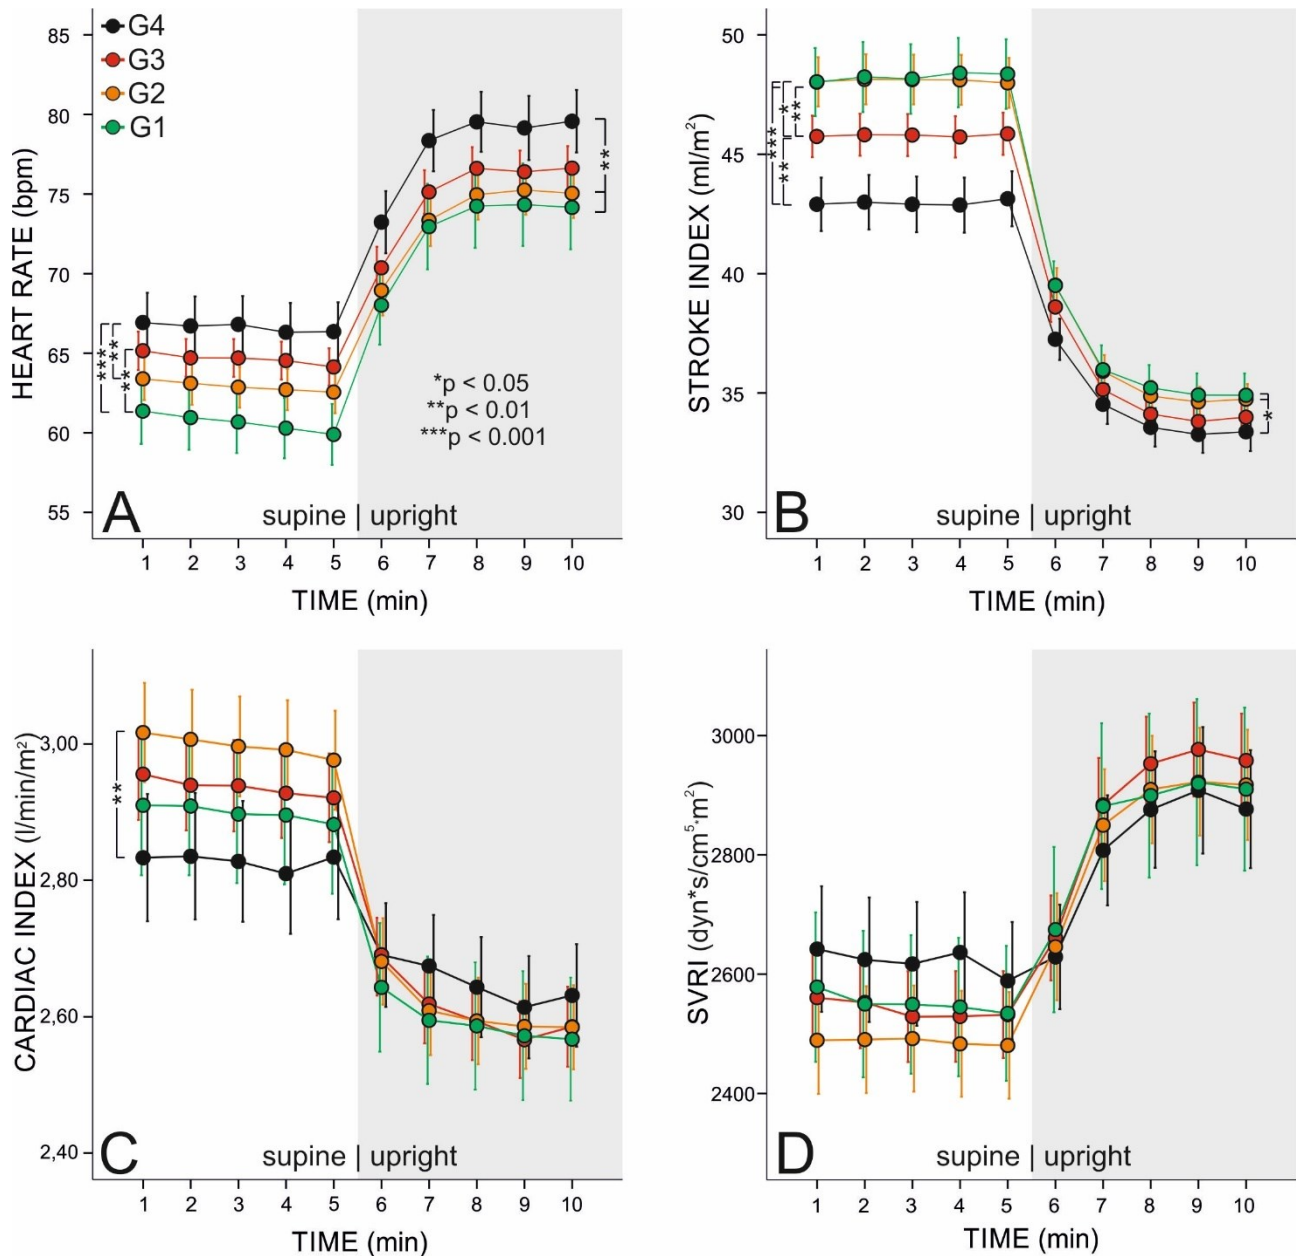 G4
G3
G2
G1
HEART RATE (bpm)
85
80
75
70
65
60
55
***
**
**
**
*p < 0.05
**p < 0.01
***p < 0.001
A
supine | upright
1 2 3 4 5 6 7 8 9 10
TIME (min)
STROKE INDEX (ml/m²)
50
45
40
35
30
***
*
**
**
*
B
supine | upright
1 2 3 4 5 6 7 8 9 10
TIME (min)
CARDIAC INDEX (l/min/m²)
3,00
2,80
2,60
2,40
**
C
supine | upright
1 2 3 4 5 6 7 8 9 10
TIME (min)
SVRI (dyn*s/cm⁵*m²)
3000
2800
2600
2400
D
supine | upright
1 2 3 4 5 6 7 8 9 10
TIME (min)